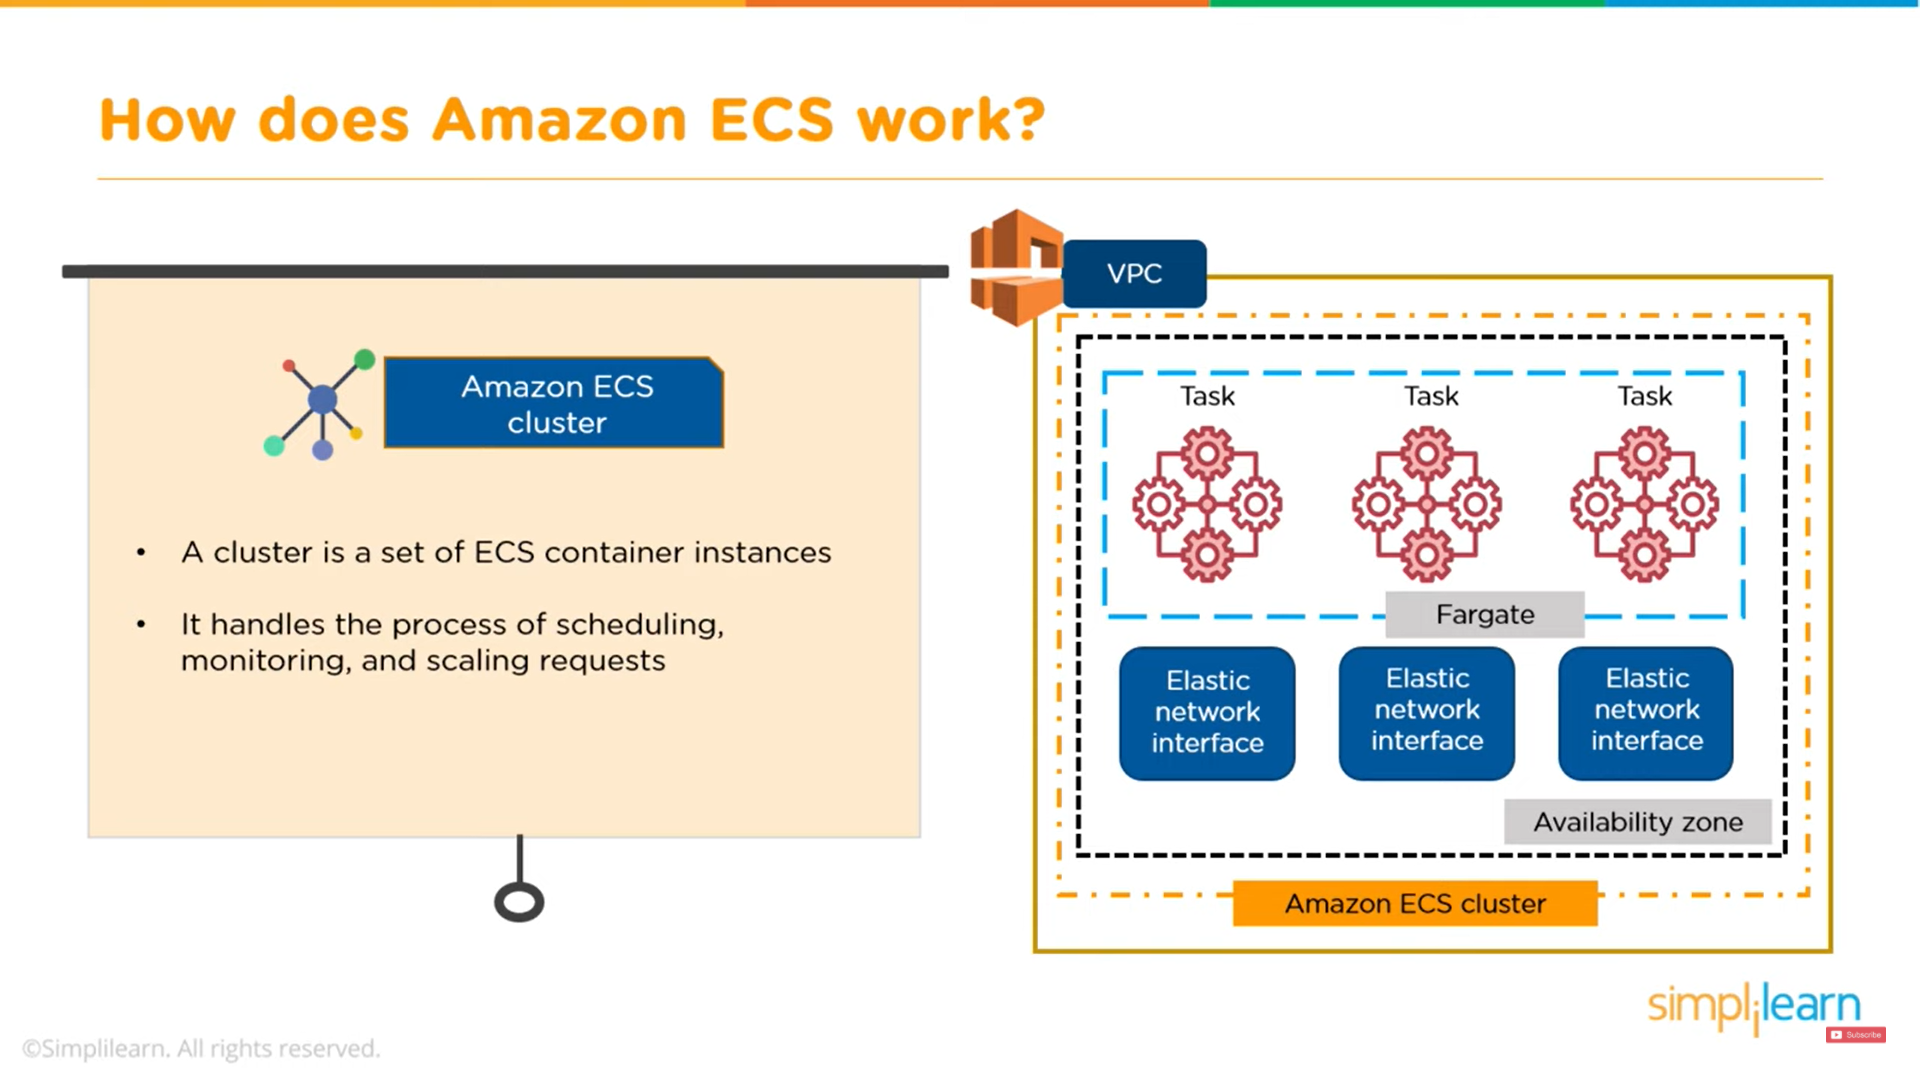 How does Amazon ECS work?
Amazon ECS
cluster
• A cluster is a set of ECS container instances
• It handles the process of scheduling,
monitoring, and scaling requests
VPC
Task Task Task
Fargate
Elastic
network
interface
Elastic
network
interface
Elastic
network
interface
Availability zone
Amazon ECS cluster
simplilearn
Subscribe
©Simplilearn. All rights reserved.